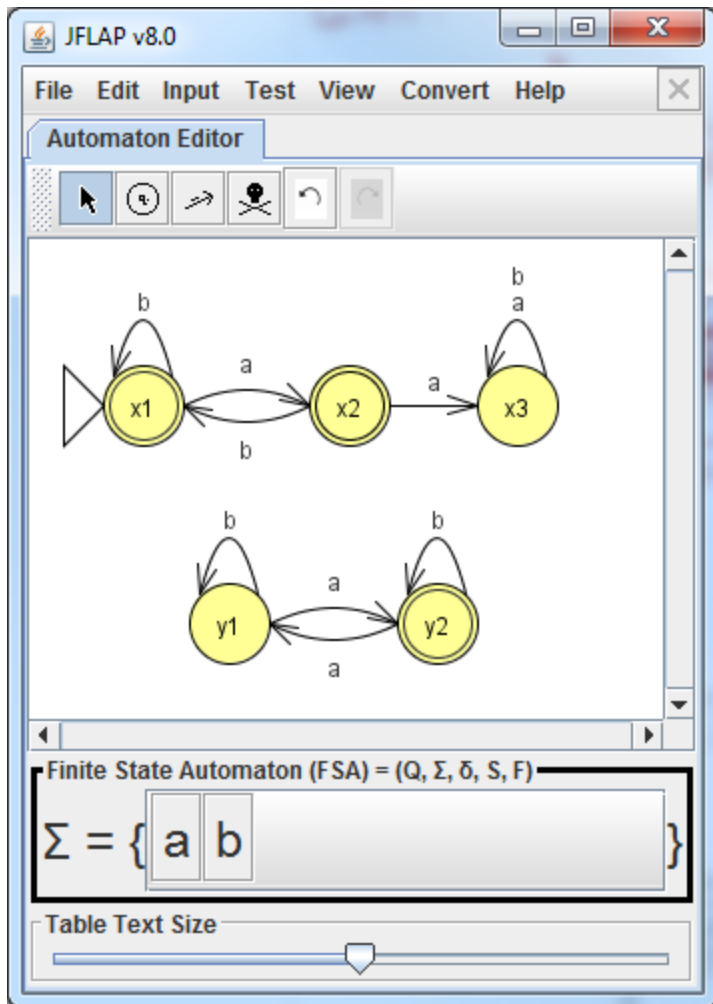 JFLAP v8.0
File Edit Input Test View Convert Help
Automaton Editor
q
b
b
a
a
a
x1
x2
x3
b
b
b
a
y1
y2
a
Finite State Automaton (FSA) = (Q, Σ, δ, S, F)
Σ = { a b }
Table Text Size